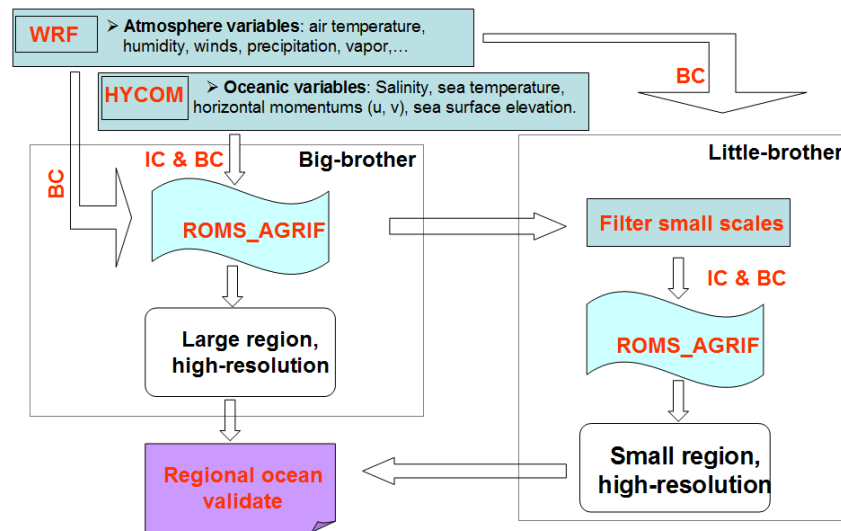 WRF
➢ Atmosphere variables: air temperature,
humidity, winds, precipitation, vapor,...
HYCOM
➢ Oceanic variables: Salinity, sea temperature,
horizontal momentums (u, v), sea surface elevation.
BC
BC
IC & BC
Big-brother
Little-brother
ROMS_AGRIF
Filter small scales
IC & BC
ROMS_AGRIF
Large region,
high-resolution
Small region,
high-resolution
Regional ocean
validate